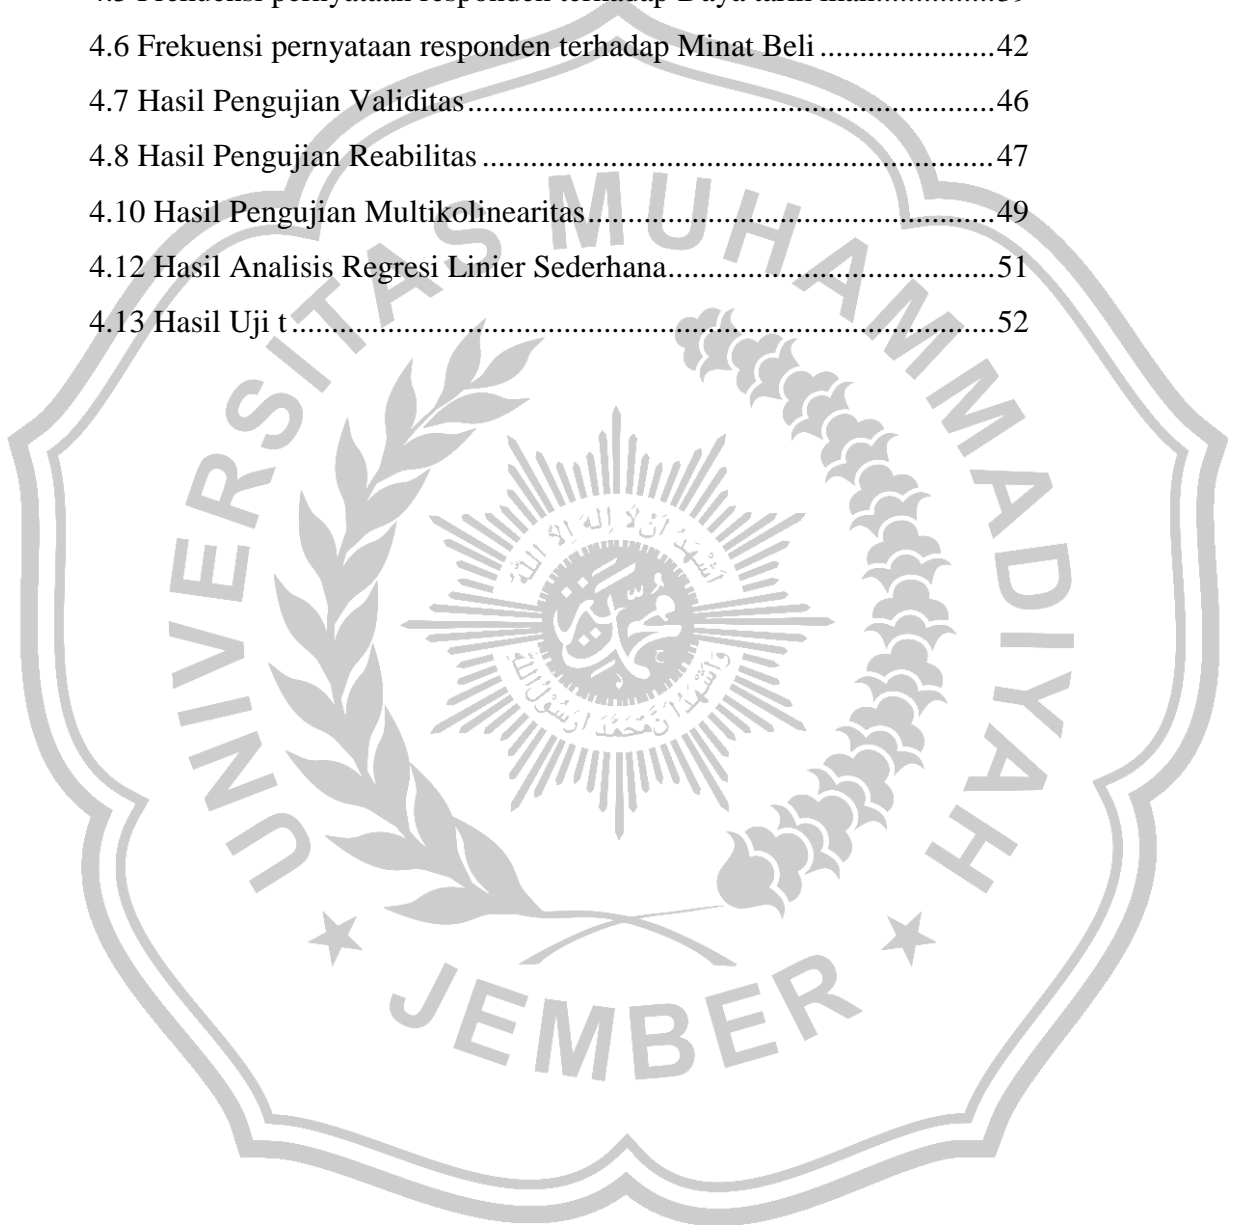 4.6 Frekuensi pernyataan responden terhadap Minat Beli ......................42
4.7 Hasil Pengujian Validitas..................................................................46
4.8 Hasil Pengujian Reabilitas ................................................................47
4.10 Hasil Pengujian Multikolinearitas...................................................49
4.12 Hasil Analisis Regresi Linier Sederhana.........................................51
4.13 Hasil Uji t ........................................................................................52
UNIVERSITAS MUHAMMADIYAH
JEMBER